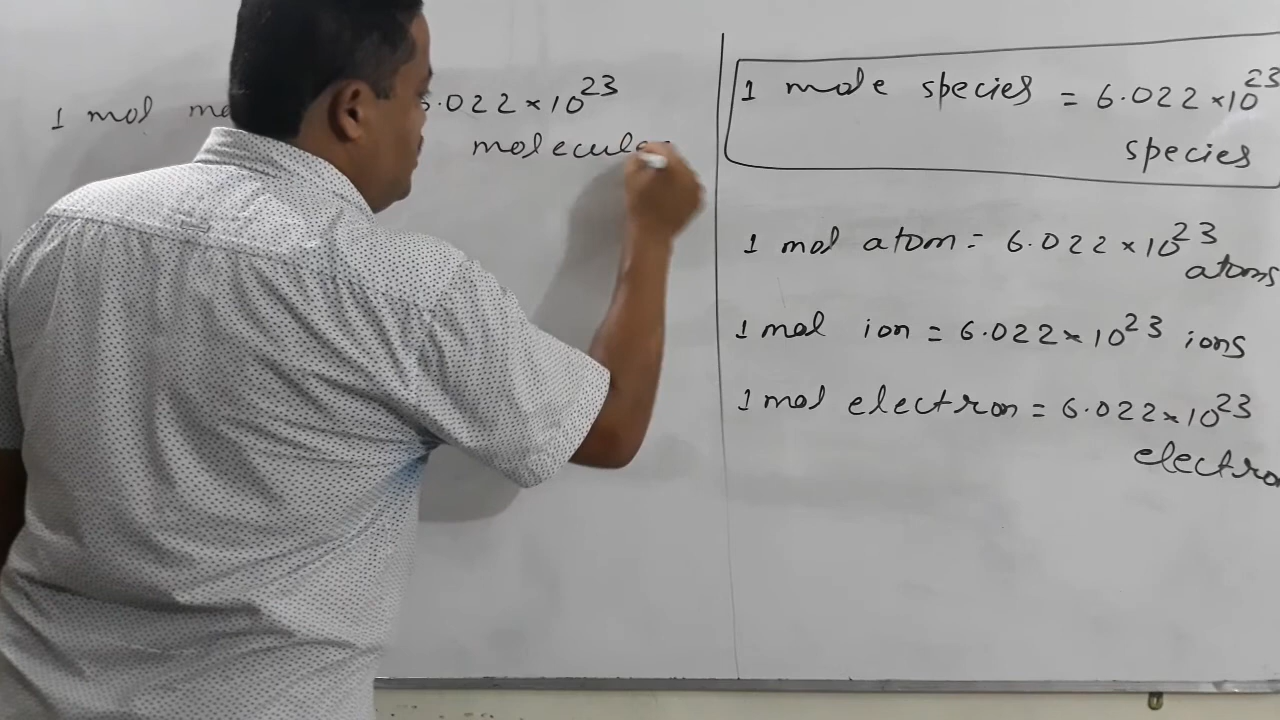 1 mol .022 × 10²³
molecul
1 mole species = 6.022 × 10²³
species
1 mol atom = 6.022 × 10²³
atoms
1 mol ion = 6.022 × 10²³ ions
1 mol electron = 6.022 × 10²³
electro